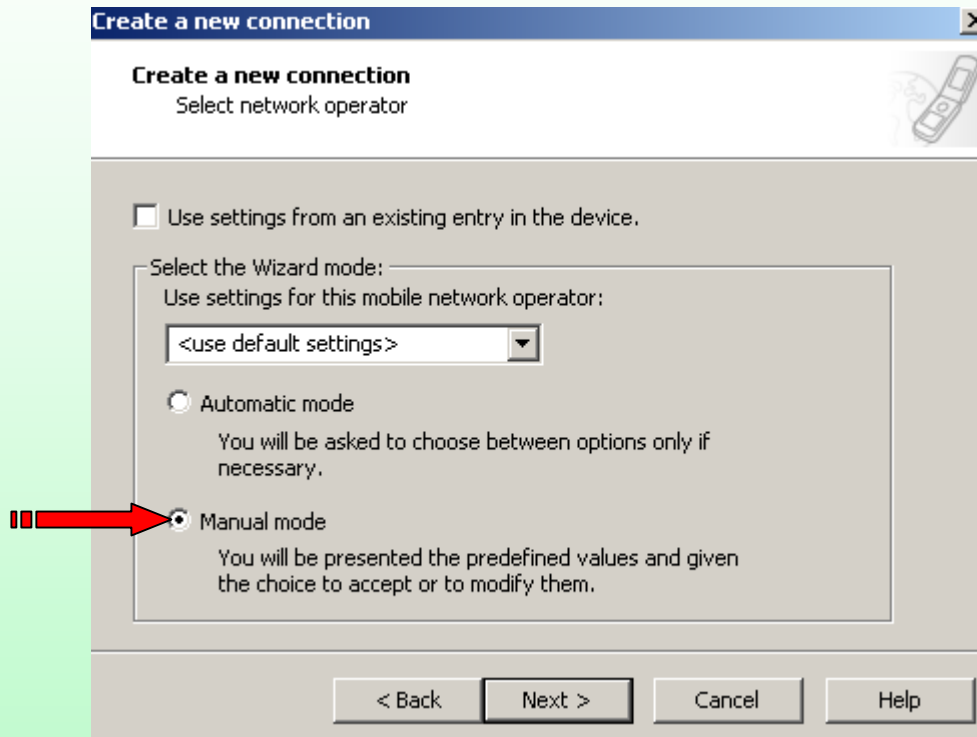 Create a new connection
Create a new connection
Select network operator
Use settings from an existing entry in the device.
Select the Wizard mode:
Use settings for this mobile network operator:
<use default settings>
Automatic mode
You will be asked to choose between options only if
necessary.
Manual mode
You will be presented the predefined values and given
the choice to accept or to modify them.
< Back
Next >
Cancel
Help